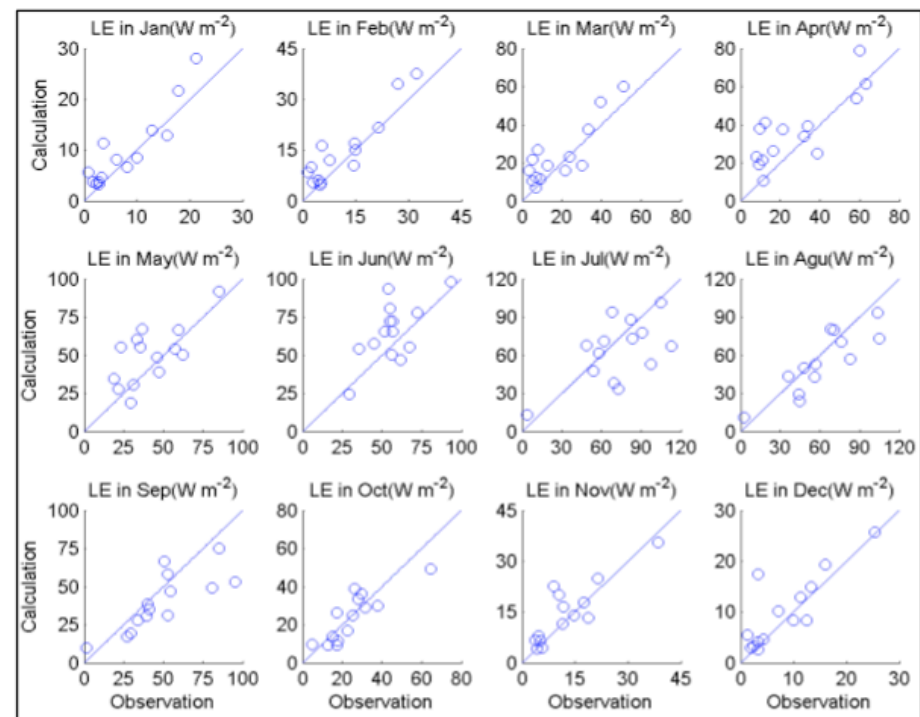 LE in Jan(W m-2) LE in Feb(W m-2) LE in Mar(W m-2) LE in Apr(W m-2)
30 45 80 80
60 60
20 30
40 40
10 15
20 20
0 0 0 0
0 10 20 30 0 15 30 45 0 20 40 60 80 0 20 40 60 80
Calculation
LE in May(W m-2) LE in Jun(W m-2) LE in Jul(W m-2) LE in Agu(W m-2)
100 100 120 120
75 75 90 90
50 50 60 60
25 25 30 30
0 0 0 0
0 25 50 75 100 0 25 50 75 100 0 30 60 90 120 0 30 60 90 120
Calculation
LE in Sep(W m-2) LE in Oct(W m-2) LE in Nov(W m-2) LE in Dec(W m-2)
100 80 45 30
75 60
30 20
50 40
15 10
25 20
0 0 0 0
0 25 50 75 100 0 20 40 60 80 0 15 30 45 0 10 20 30
Calculation
Observation Observation Observation Observation